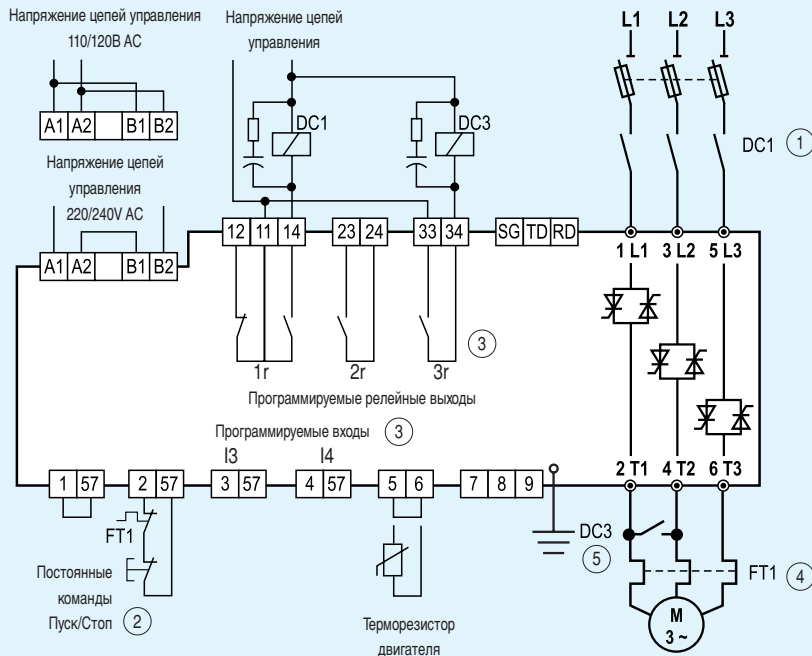 Напряжение цепей управления
110/120В AC
A1 A2 B1 B2
Напряжение цепей
управления
220/240V AC
A1 A2 B1 B2
Напряжение цепей
управления
DC1
DC3
L1 L2 L3
DC1 1
12 11 14 23 24 33 34 SG TD RD
1 L1 3 L2 5 L3
1r 2r 3r 3
Программируемые релейные выходы
Программируемые входы 3
I3 I4
1 57 2 57 3 57 4 57 5 6 7 8 9
2 T1 4 T2 6 T3
FT1
Постоянные
команды
Пуск/Стоп 2
Терморезистор
двигателя
DC3
5
FT1 4
M
3 ~